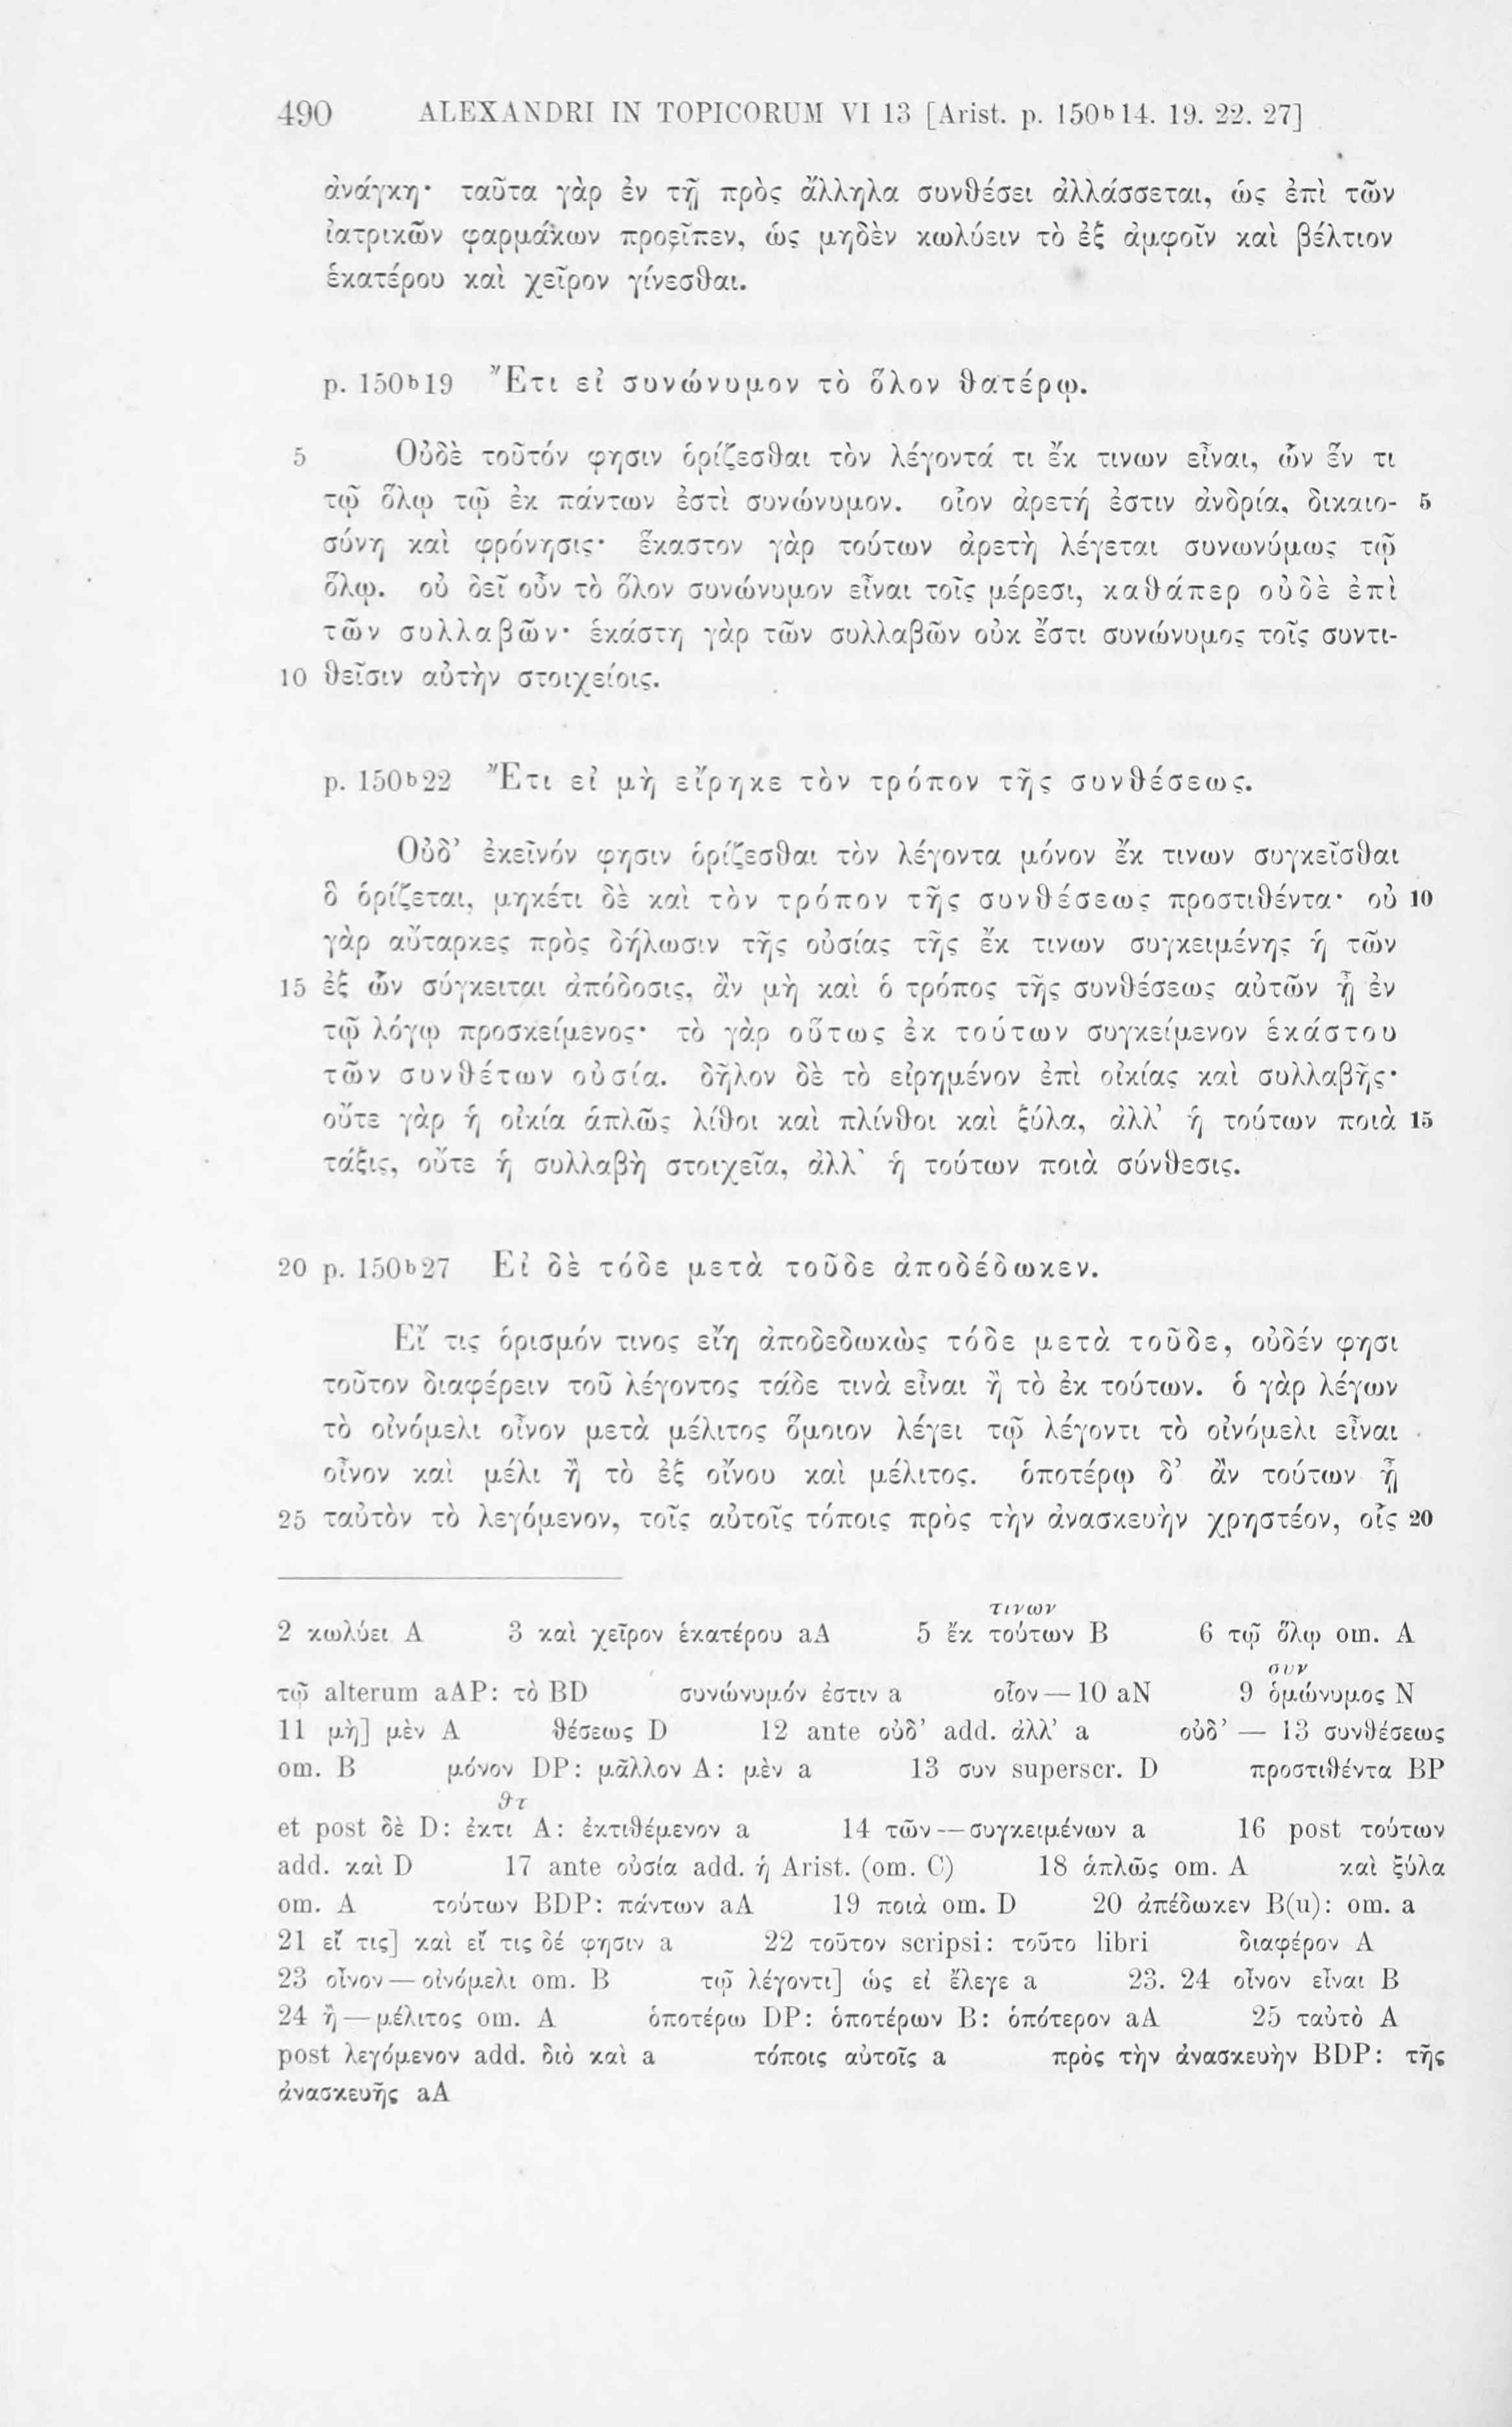 490 ALEXANDRI IN TOPICORUM VI 13 [Arist. p. 150ᵇ14. 19. 22. 27]
ἀνάγκη· ταῦτα γὰρ ἐν τῇ πρὸς ἄλληλα συνθέσει ἀλλάσσεται, ὡς ἐπὶ τῶν
ἰατρικῶν φαρμάκων προεῖπεν, ὡς μηδὲν κωλύειν τὸ ἐξ ἀμφοῖν καὶ βέλτιον
ἑκατέρου καὶ χεῖρον γίνεσθαι.
p. 150ᵇ19 Ἔτι εἰ συνώνυμον τὸ ὅλον θατέρῳ.
5 Οὐδὲ τοῦτόν φησιν ὁρίζεσθαι τὸν λέγοντά τι ἔκ τινων εἶναι, ὧν ἕν τι
τῷ ὅλῳ τῷ ἐκ πάντων ἐστὶ συνώνυμον. οἷον ἀρετή ἐστιν ἀνδρία, δικαιο- 5
σύνη καὶ φρόνησις· ἕκαστον γὰρ τούτων ἀρετὴ λέγεται συνωνύμως τῷ
ὅλῳ. οὐ δεῖ οὖν τὸ ὅλον συνώνυμον εἶναι τοῖς μέρεσι, καθάπερ οὐδὲ ἐπὶ
τῶν συλλαβῶν· ἑκάστη γὰρ τῶν συλλαβῶν οὐκ ἔστι συνώνυμος τοῖς συντι-
10 θεῖσιν αὐτὴν στοιχείοις.
p. 150ᵇ22 Ἔτι εἰ μὴ εἴρηκε τὸν τρόπον τῆς συνθέσεως.
Οὐδ’ ἐκεῖνόν φησιν ὁρίζεσθαι τὸν λέγοντα μόνον ἔκ τινων συγκεῖσθαι
ὃ ὁρίζεται, μηκέτι δὲ καὶ τὸν τρόπον τῆς συνθέσεως προστιθέντα· οὐ 10
γὰρ αὔταρκες πρὸς δήλωσιν τῆς οὐσίας τῆς ἔκ τινων συγκειμένης ἡ τῶν
15 ἐξ ὧν σύγκειται ἀπόδοσις, ἂν μὴ καὶ ὁ τρόπος τῆς συνθέσεως αὐτῶν ᾖ ἐν
τῷ λόγῳ προσκείμενος· τὸ γὰρ οὕτως ἐκ τούτων συγκείμενον ἑκάστου
τῶν συνθέτων οὐσία. δῆλον δὲ τὸ εἰρημένον ἐπὶ οἰκίας καὶ συλλαβῆς·
οὔτε γὰρ ἡ οἰκία ἁπλῶς λίθοι καὶ πλίνθοι καὶ ξύλα, ἀλλ’ ἡ τούτων ποιὰ 15
τάξις, οὔτε ἡ συλλαβὴ στοιχεῖα, ἀλλ’ ἡ τούτων ποιὰ σύνθεσις.
20 p. 150ᵇ27 Εἰ δὲ τόδε μετὰ τοῦδε ἀποδέδωκεν.
Εἴ τις ὁρισμόν τινος εἴη ἀποδεδωκὼς τόδε μετὰ τοῦδε, οὐδέν φησι
τοῦτον διαφέρειν τοῦ λέγοντος τάδε τινὰ εἶναι ἢ τὸ ἐκ τούτων. ὁ γὰρ λέγων
τὸ οἰνόμελι οἶνον μετὰ μέλιτος ὅμοιον λέγει τῷ λέγοντι τὸ οἰνόμελι εἶναι
οἶνον καὶ μέλι ἢ τὸ ἐξ οἴνου καὶ μέλιτος. ὁποτέρῳ δ’ ἂν τούτων ᾖ
25 ταὐτὸν τὸ λεγόμενον, τοῖς αὐτοῖς τόποις πρὸς τὴν ἀνασκευὴν χρηστέον, οἷς 20
τινων
2 κωλύει A 3 καὶ χεῖρον ἑκατέρου aA 5 ἔκ τούτων B 6 τῷ ὅλῳ om. A
συν
τῷ alterum aAP: τὸ BD συνώνυμόν ἐστιν a οἷον — 10 aN 9 ὁμώνυμος N
11 μὴ] μὲν A θέσεως D 12 ante οὐδ’ add. ἀλλ’ a οὐδ’ — 13 συνθέσεως
om. B μόνον DP: μᾶλλον A: μὲν a 13 συν superscr. D προστιθέντα BP
θτ
et post δὲ D: ἐκτι A: ἐκτιθέμενον a 14 τῶν — συγκειμένων a 16 post τούτων
add. καὶ D 17 ante οὐσία add. ἡ Arist. (om. C) 18 ἁπλῶς om. A καὶ ξύλα
om. A τούτων BDP: πάντων aA 19 ποιὰ om. D 20 ἀπέδωκεν B(u): om. a
21 εἴ τις] καὶ εἴ τις δέ φησιν a 22 τοῦτον scripsi: τοῦτο libri διαφέρον A
23 οἶνον — οἰνόμελι om. B τῷ λέγοντι] ὡς εἰ ἔλεγε a 23. 24 οἶνον εἶναι B
24 ἢ — μέλιτος om. A ὁποτέρω DP: ὁποτέρων B: ὁπότερον aA 25 ταὐτὸ A
post λεγόμενον add. διὸ καὶ a τόποις αὐτοῖς a πρὸς τὴν ἀνασκευὴν BDP: τῆς
ἀνασκευῆς aA